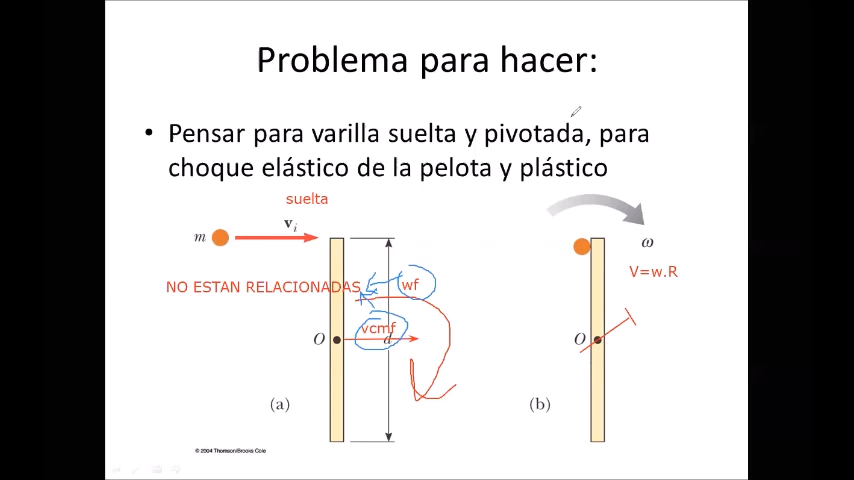 Problema para hacer:
• Pensar para varilla suelta y pivotada, para
choque elástico de la pelota y plástico
suelta
m
vᵢ
ω
V=w.R
NO ESTAN RELACIONADAS
wf
vcmf
O
d
O
(a)
(b)
© 2004 Thomson/Brooks Cole